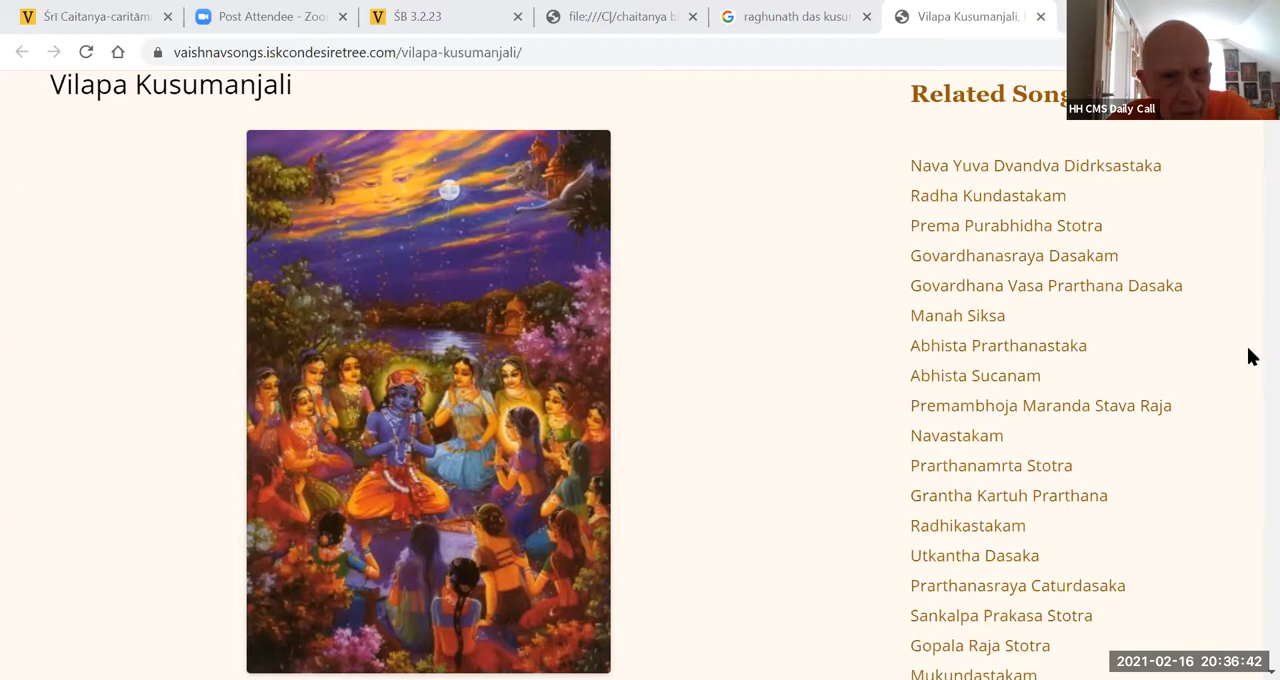 Śrī Caitanya-caritām
Post Attendee - Zoo
ŚB 3.2.23
file:///C|/chaitanya b
raghunath das kusu
Vilapa Kusumanjali,
vaishnavsongs.iskcondesiretree.com/vilapa-kusumanjali/
HH CMS Daily Call
Vilapa Kusumanjali
Related Song
Nava Yuva Dvandva Didrksastaka
Radha Kundastakam
Prema Purabhidha Stotra
Govardhanasraya Dasakam
Govardhana Vasa Prarthana Dasaka
Manah Siksa
Abhista Prarthanastaka
Abhista Sucanam
Premambhoja Maranda Stava Raja
Navastakam
Prarthanamrta Stotra
Grantha Kartuh Prarthana
Radhikastakam
Utkantha Dasaka
Prarthanasraya Caturdasaka
Sankalpa Prakasa Stotra
Gopala Raja Stotra
Mukundastakam
2021-02-16 20:36:42